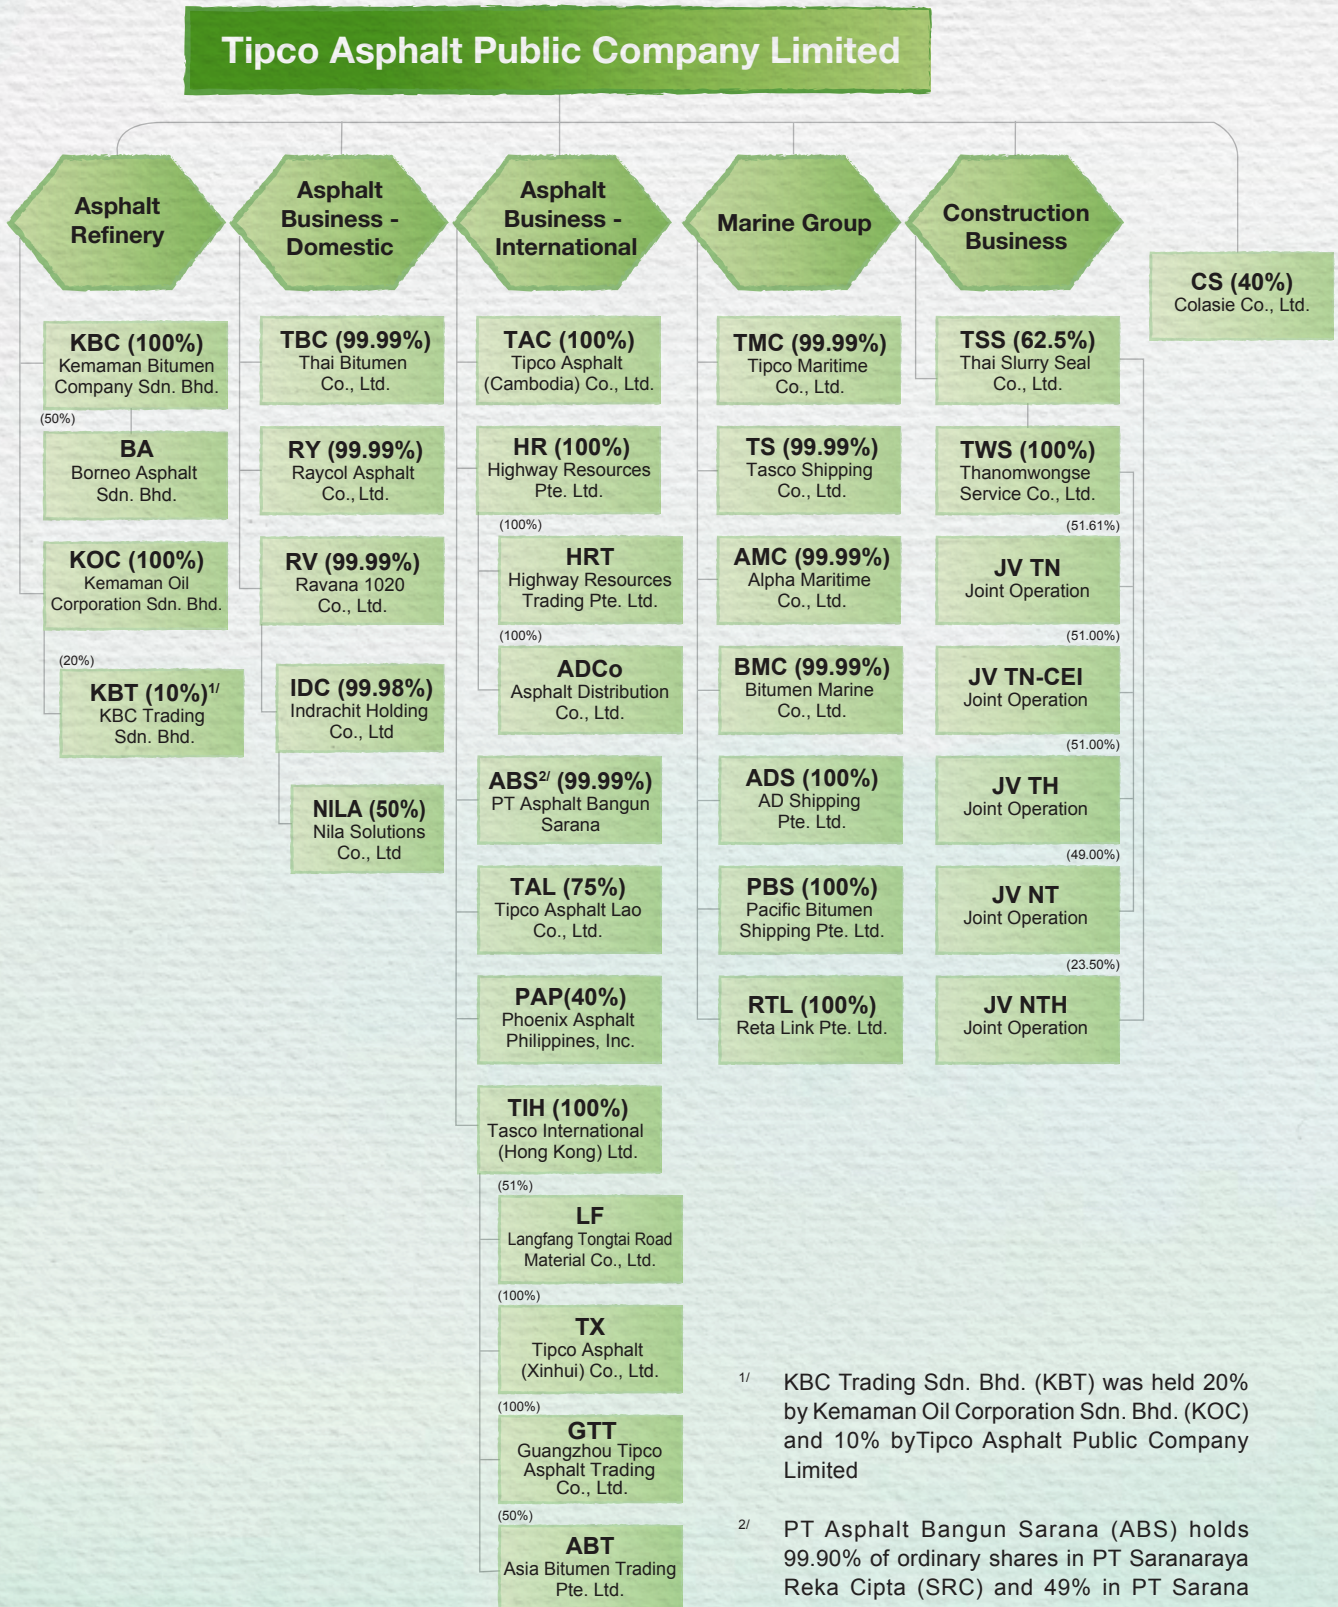 Tipco Asphalt Public Company Limited
Asphalt
Refinery
KBC (100%)
Kemaman Bitumen
Company Sdn. Bhd.
(50%)
BA
Borneo Asphalt
Sdn. Bhd.
KOC (100%)
Kemaman Oil
Corporation Sdn. Bhd.
(20%)
KBT (10%)1/
KBC Trading
Sdn. Bhd.
Asphalt
Business -
Domestic
TBC (99.99%)
Thai Bitumen
Co., Ltd.
RY (99.99%)
Raycol Asphalt
Co., Ltd.
RV (99.99%)
Ravana 1020
Co., Ltd.
IDC (99.98%)
Indrachit Holding
Co., Ltd
NILA (50%)
Nila Solutions
Co., Ltd
Asphalt
Business -
International
TAC (100%)
Tipco Asphalt
(Cambodia) Co., Ltd.
HR (100%)
Highway Resources
Pte. Ltd.
(100%)
HRT
Highway Resources
Trading Pte. Ltd.
(100%)
ADCo
Asphalt Distribution
Co., Ltd.
ABS2/ (99.99%)
PT Asphalt Bangun
Sarana
TAL (75%)
Tipco Asphalt Lao
Co., Ltd.
PAP(40%)
Phoenix Asphalt
Philippines, Inc.
TIH (100%)
Tasco International
(Hong Kong) Ltd.
(51%)
LF
Langfang Tongtai Road
Material Co., Ltd.
(100%)
TX
Tipco Asphalt
(Xinhui) Co., Ltd.
(100%)
GTT
Guangzhou Tipco
Asphalt Trading
Co., Ltd.
(50%)
ABT
Asia Bitumen Trading
Pte. Ltd.
Marine Group
TMC (99.99%)
Tipco Maritime
Co., Ltd.
TS (99.99%)
Tasco Shipping
Co., Ltd.
AMC (99.99%)
Alpha Maritime
Co., Ltd.
BMC (99.99%)
Bitumen Marine
Co., Ltd.
ADS (100%)
AD Shipping
Pte. Ltd.
PBS (100%)
Pacific Bitumen
Shipping Pte. Ltd.
RTL (100%)
Reta Link Pte. Ltd.
Construction
Business
TSS (62.5%)
Thai Slurry Seal
Co., Ltd.
TWS (100%)
Thanomwongse
Service Co., Ltd.
(51.61%)
JV TN
Joint Operation
(51.00%)
JV TN-CEI
Joint Operation
(51.00%)
JV TH
Joint Operation
(49.00%)
JV NT
Joint Operation
(23.50%)
JV NTH
Joint Operation
CS (40%)
Colasie Co., Ltd.
1/ KBC Trading Sdn. Bhd. (KBT) was held 20%
by Kemaman Oil Corporation Sdn. Bhd. (KOC)
and 10% byTipco Asphalt Public Company
Limited
2/ PT Asphalt Bangun Sarana (ABS) holds
99.90% of ordinary shares in PT Saranaraya
Reka Cipta (SRC) and 49% in PT Sarana